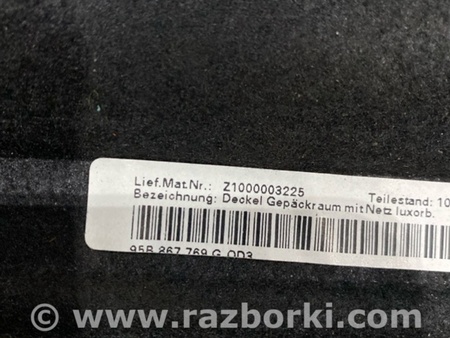 Lief.Mat.Nr.: Z1000003225 Teilestand: 10
Bezeichnung: Deckel Gepäckraum mit Netz luxorb.
95B 867 769 G OD3
© www.razborki.com